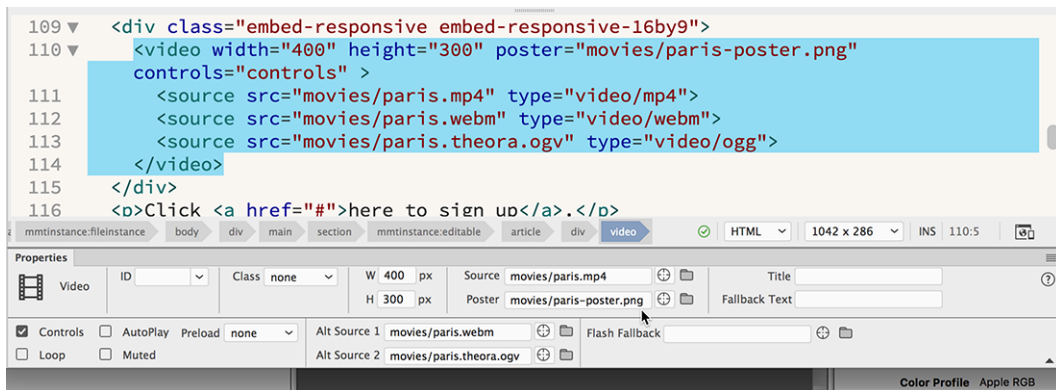 109 ▼ <div class="embed-responsive embed-responsive-16by9">
110 ▼ <video width="400" height="300" poster="movies/paris-poster.png"
controls="controls" >
111 <source src="movies/paris.mp4" type="video/mp4">
112 <source src="movies/paris.webm" type="video/webm">
113 <source src="movies/paris.theora.ogv" type="video/ogg">
114 </video>
115 </div>
116 <p>Click <a href="#">here to sign up</a>.</p>
mmtinstance:fileinstance body div main section mmtinstance:editable article div video HTML 1042 x 286 INS 110:5
Properties
Video ID Class none W 400 px Source movies/paris.mp4 Title
H 300 px Poster movies/paris-poster.png Fallback Text
Controls AutoPlay Preload none Alt Source 1 movies/paris.webm Flash Fallback
Loop Muted Alt Source 2 movies/paris.theora.ogv
Color Profile Apple RGB